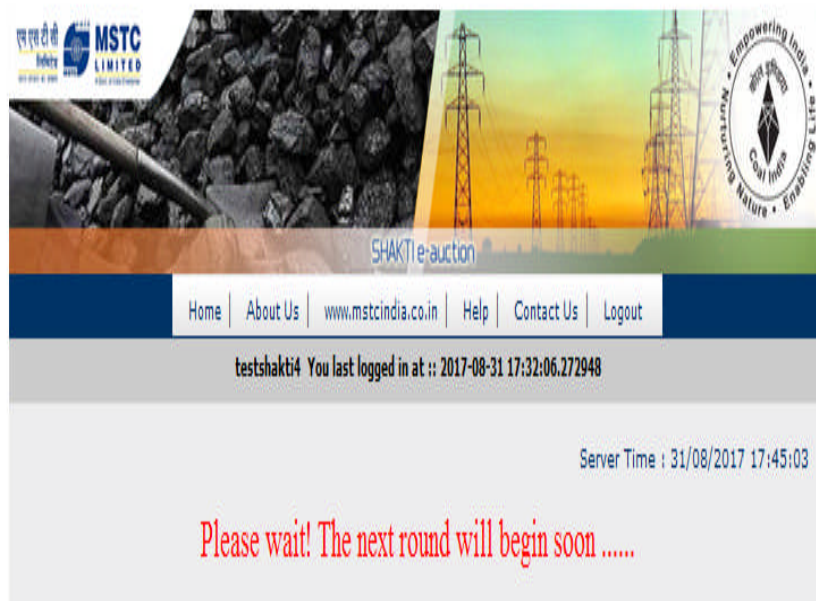 एम एस टी सी
लिमिटेड
MSTC
LIMITED
Empowering India • Enabling Life • Nurturing Nature •
Coal India
SHAKTI e-auction
Home | About Us | www.mstcindia.co.in | Help | Contact Us | Logout
testshakti4 You last logged in at :: 2017-08-31 17:32:06.272948
Server Time : 31/08/2017 17:45:03
Please wait! The next round will begin soon ......